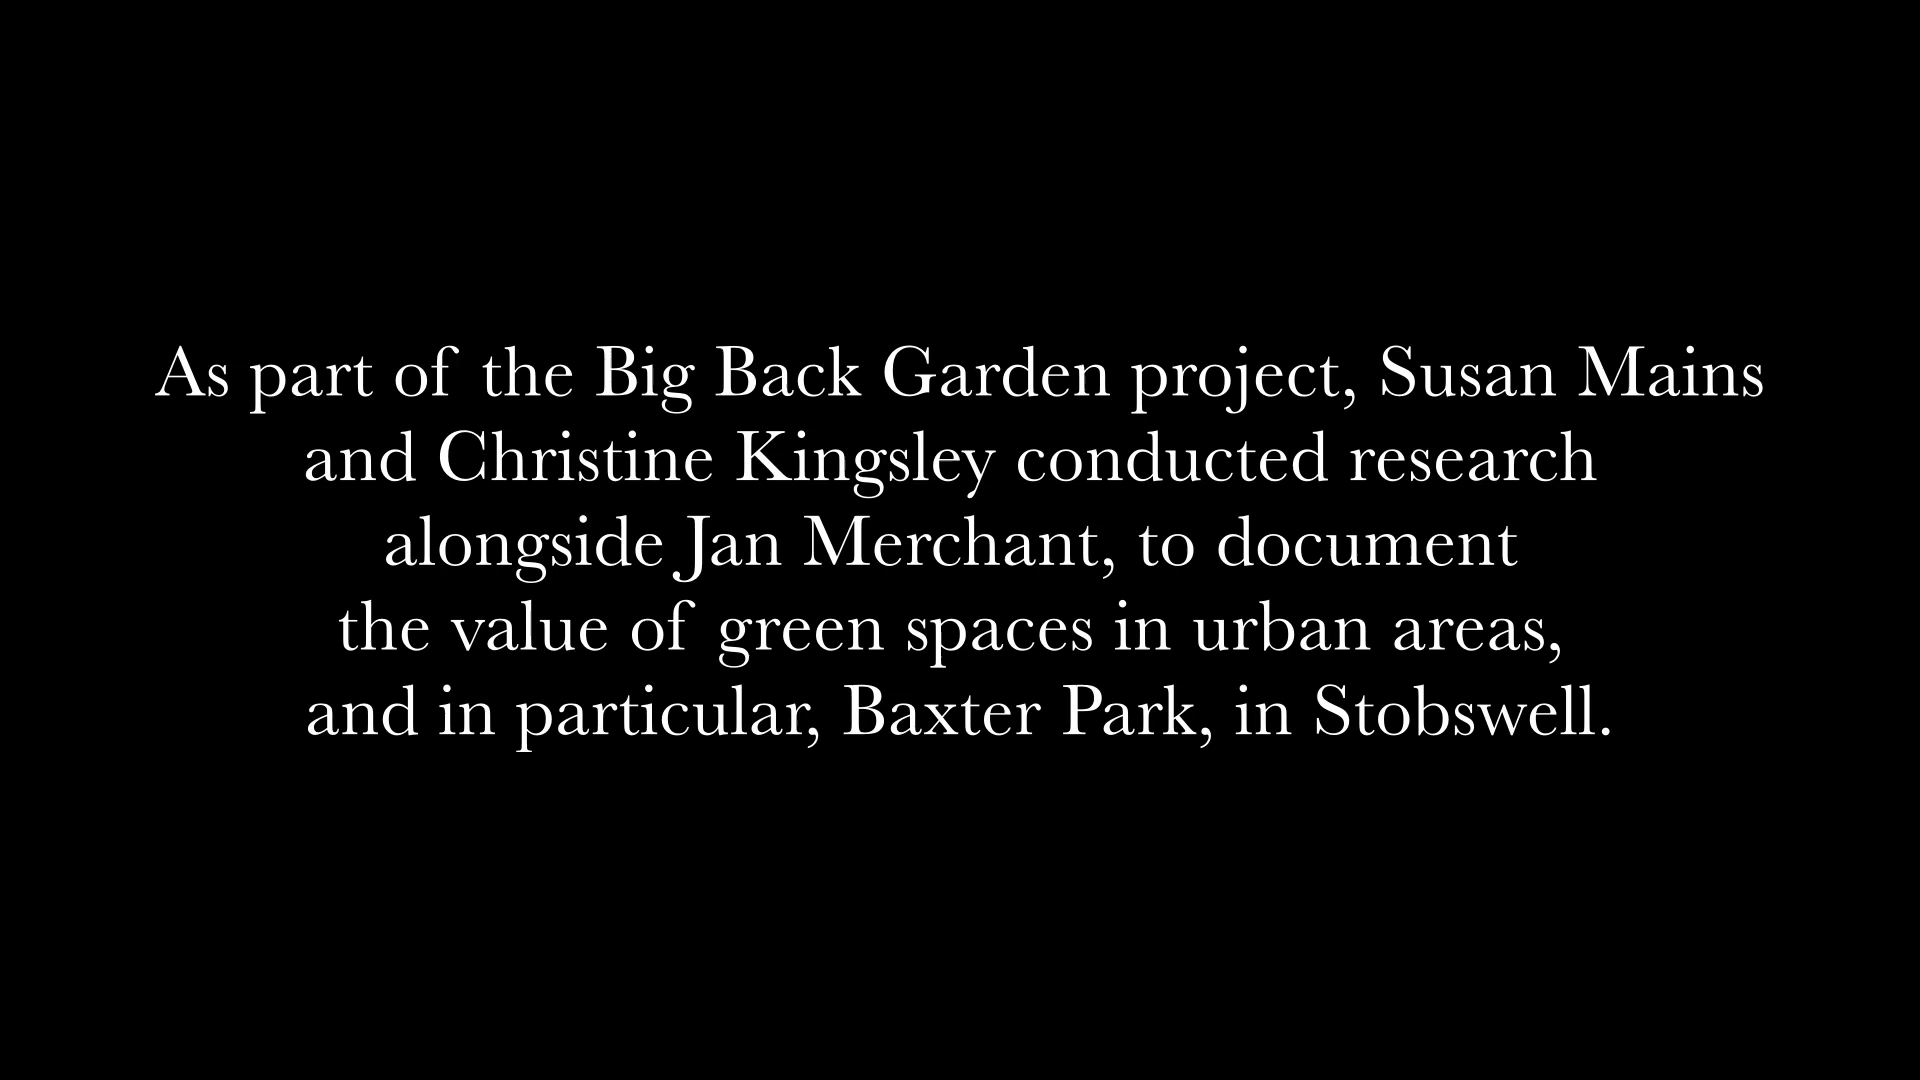 As part of the Big Back Garden project, Susan Mains
and Christine Kingsley conducted research
alongside Jan Merchant, to document
the value of green spaces in urban areas,
and in particular, Baxter Park, in Stobswell.